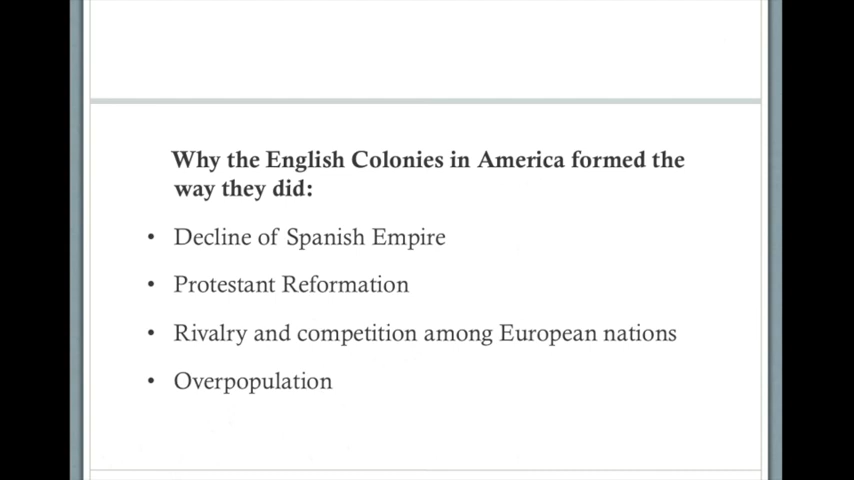 Why the English Colonies in America formed the
way they did:
• Decline of Spanish Empire
• Protestant Reformation
• Rivalry and competition among European nations
• Overpopulation